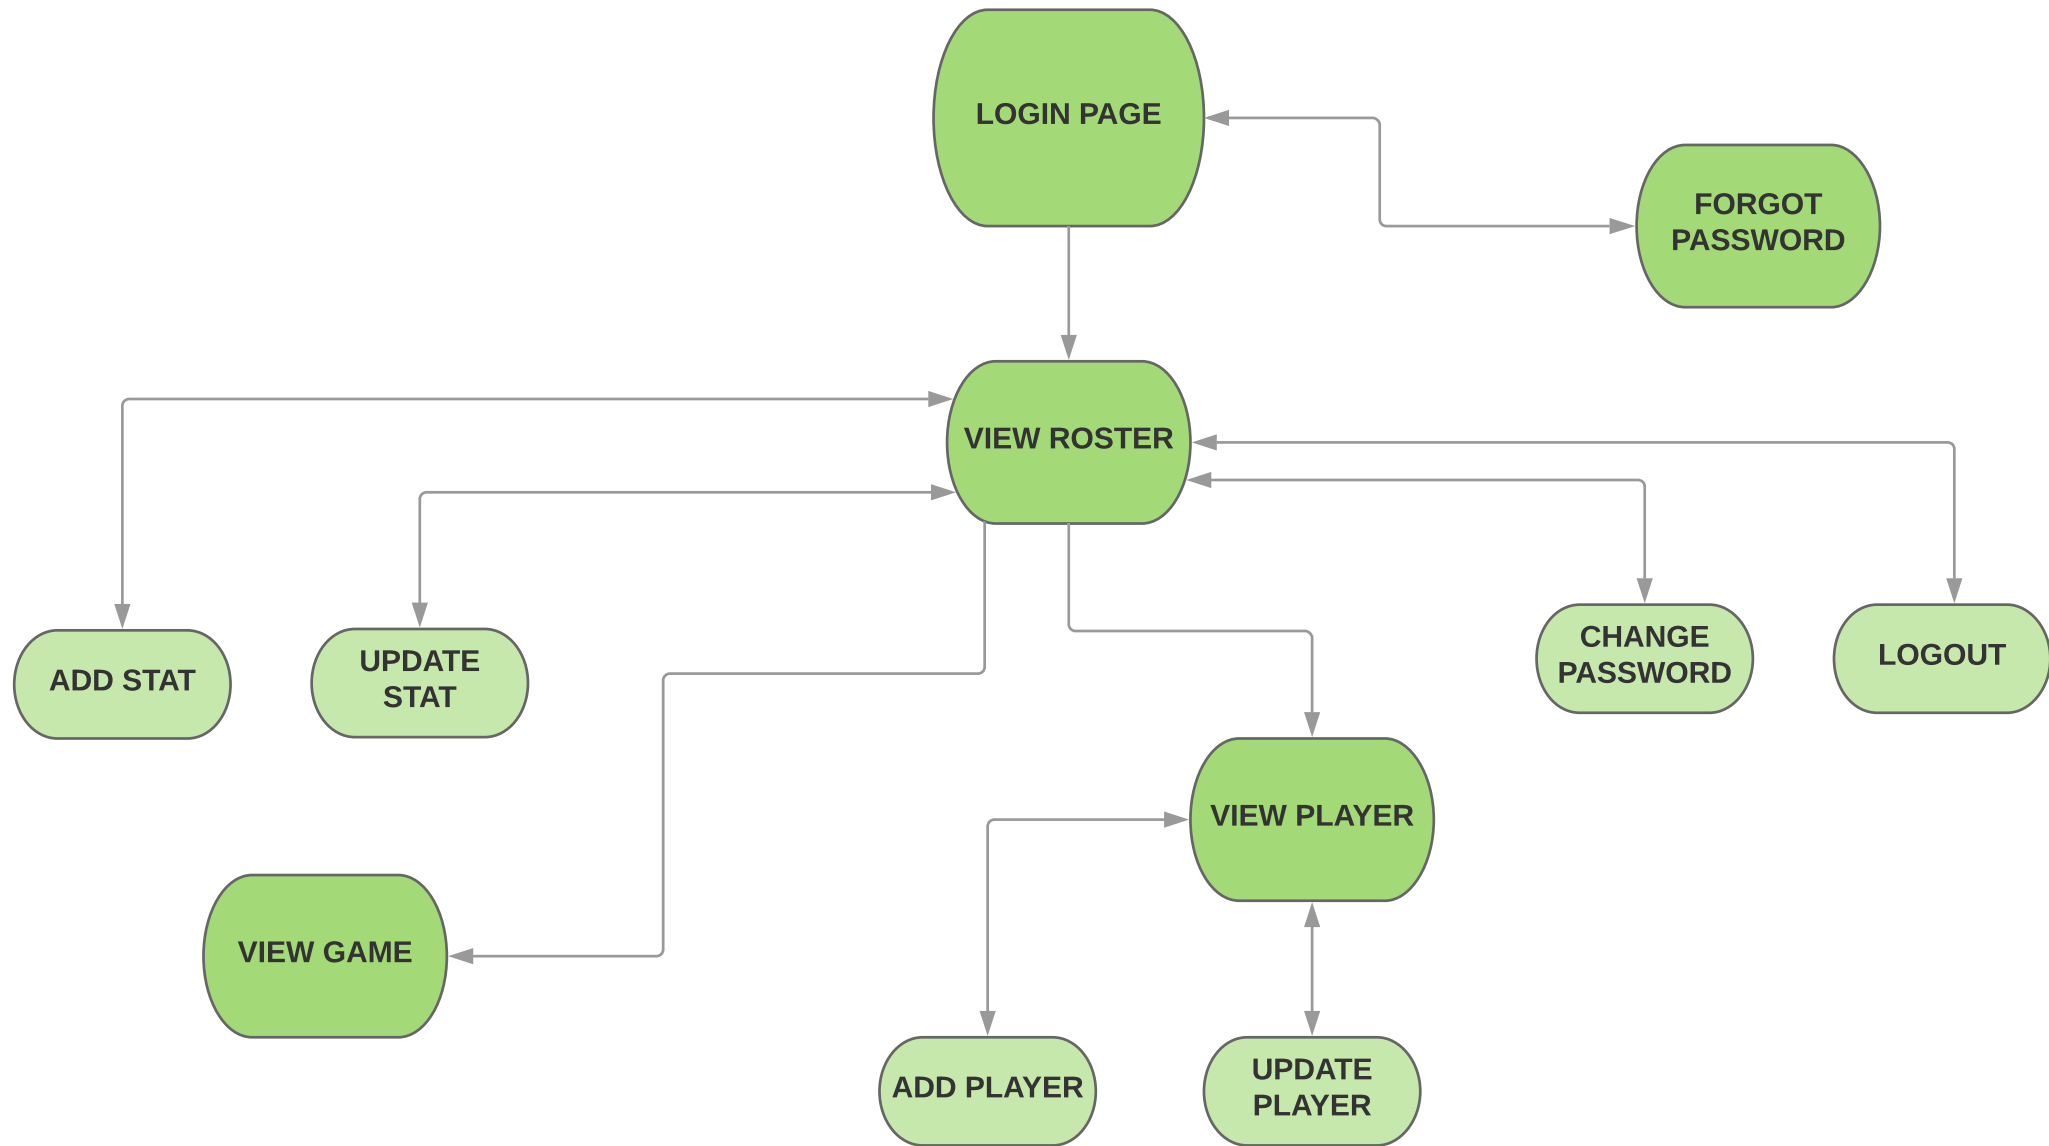 LOGIN PAGE
FORGOT
PASSWORD
VIEW ROSTER
ADD STAT
UPDATE
STAT
CHANGE
PASSWORD
LOGOUT
VIEW PLAYER
VIEW GAME
ADD PLAYER
UPDATE
PLAYER